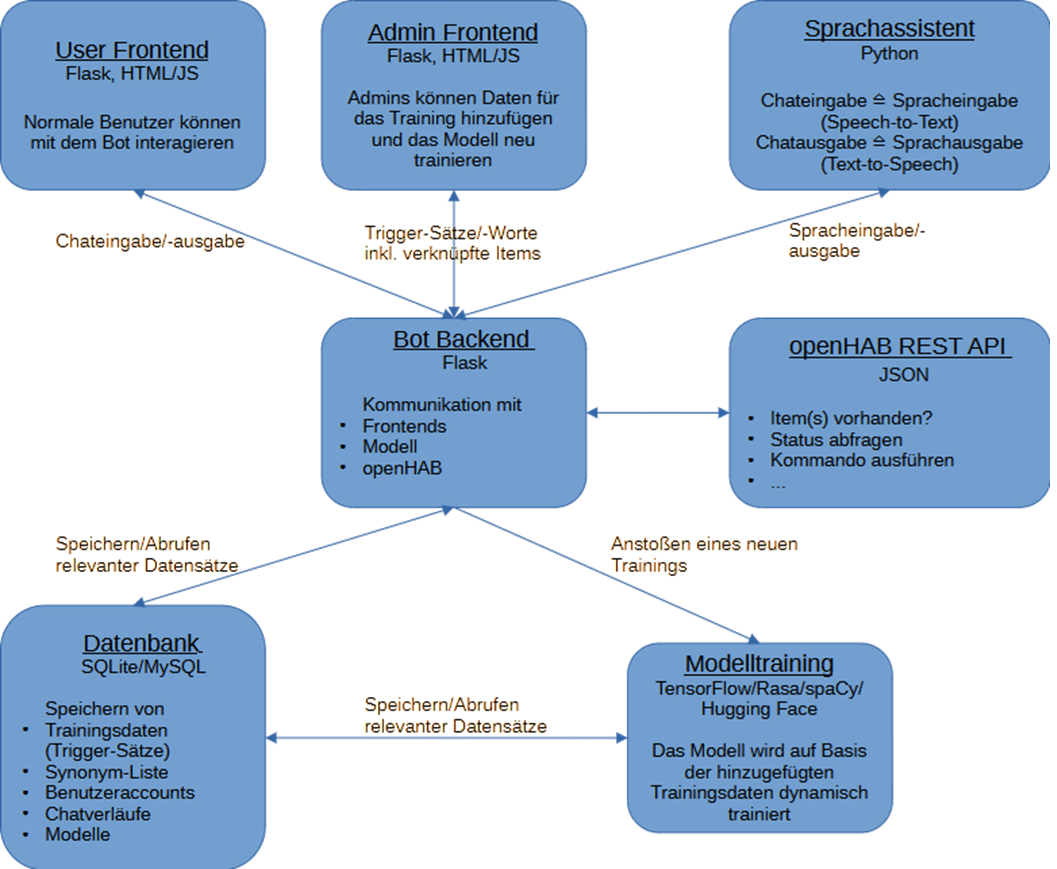 User Frontend
Flask, HTML/JS
Normale Benutzer können
mit dem Bot interagieren
Admin Frontend
Flask, HTML/JS
Admins können Daten für
das Training hinzufügen
und das Modell neu
trainieren
Sprachassistent
Python
Chateingabe ≙ Spracheingabe
(Speech-to-Text)
Chatausgabe ≙ Sprachausgabe
(Text-to-Speech)
Chateingabe/-ausgabe
Trigger-Sätze/-Worte
inkl. verknüpfte Items
Spracheingabe/-
ausgabe
Bot Backend
Flask
Kommunikation mit
• Frontends
• Modell
• openHAB
openHAB REST API
JSON
• Item(s) vorhanden?
• Status abfragen
• Kommando ausführen
• ...
Speichern/Abrufen
relevanter Datensätze
Anstoßen eines neuen
Trainings
Datenbank
SQLite/MySQL
Speichern von
• Trainingsdaten
(Trigger-Sätze)
• Synonym-Liste
• Benutzeraccounts
• Chatverläufe
• Modelle
Speichern/Abrufen
relevanter Datensätze
Modelltraining
TensorFlow/Rasa/spaCy/
Hugging Face
Das Modell wird auf Basis
der hinzugefügten
Trainingsdaten dynamisch
trainiert